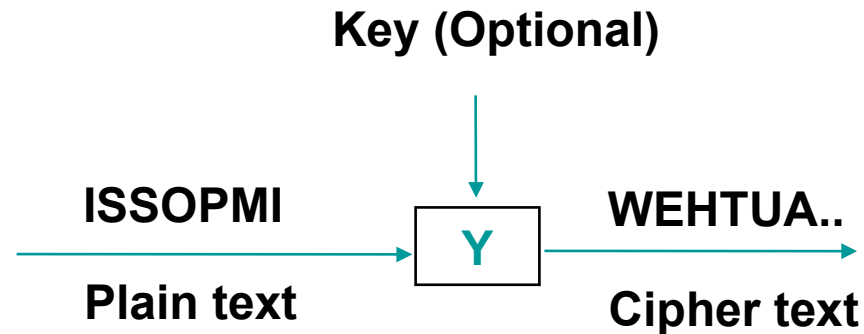 Key (Optional)
ISSOPMI
Y
WEHTUA..
Plain text
Cipher text